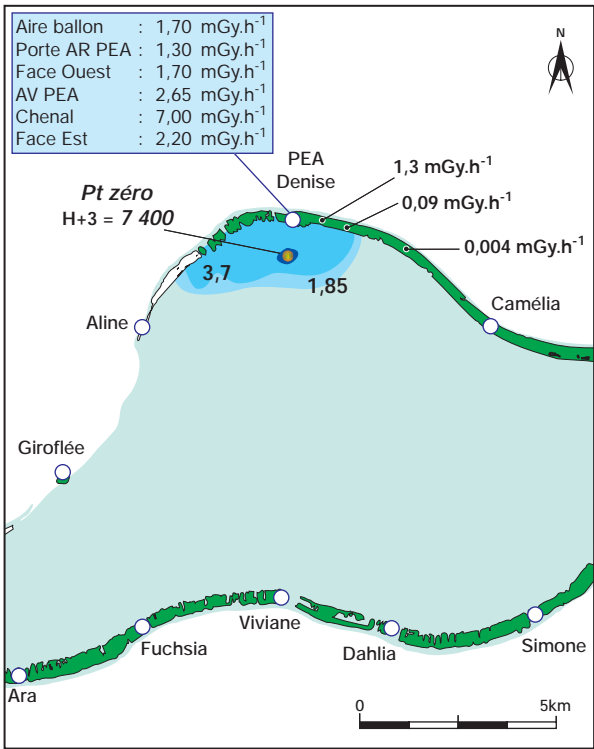 Aire ballon : 1,70 mGy.h-1
Porte AR PEA : 1,30 mGy.h-1
Face Ouest : 1,70 mGy.h-1
AV PEA : 2,65 mGy.h-1
Chenal : 7,00 mGy.h-1
Face Est : 2,20 mGy.h-1
N
PEA
Denise
1,3 mGy.h-1
0,09 mGy.h-1
0,004 mGy.h-1
Pt zéro
H+3 = 7 400
3,7
1,85
Aline
Camélia
Giroflée
Viviane
Fuchsia
Dahlia
Simone
Ara
0 5km